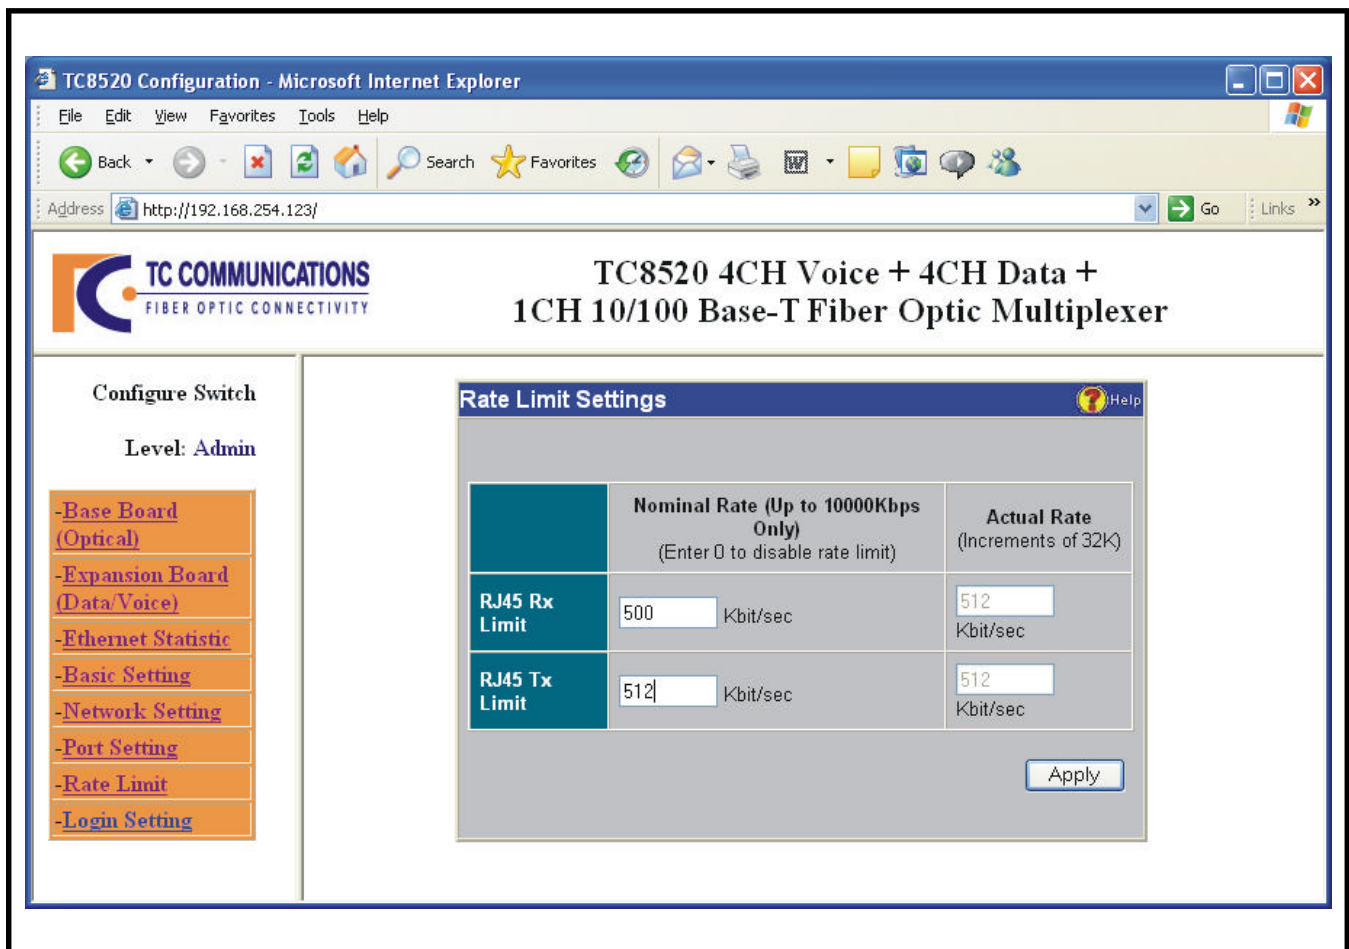 TC8520 Configuration - Microsoft Internet Explorer
File Edit View Favorites Tools Help
Back Search Favorites
Address http://192.168.254.123/ Go Links »
TC COMMUNICATIONS
FIBER OPTIC CONNECTIVITY
TC8520 4CH Voice + 4CH Data +
1CH 10/100 Base-T Fiber Optic Multiplexer
Configure Switch
Level: Admin
-Base Board
(Optical)
-Expansion Board
(Data/Voice)
-Ethernet Statistic
-Basic Setting
-Network Setting
-Port Setting
-Rate Limit
-Login Setting
Rate Limit Settings
Help
Nominal Rate (Up to 10000Kbps
Only)
(Enter 0 to disable rate limit)
Actual Rate
(Increments of 32K)
RJ45 Rx
Limit
500 Kbit/sec
512
Kbit/sec
RJ45 Tx
Limit
512 Kbit/sec
512
Kbit/sec
Apply